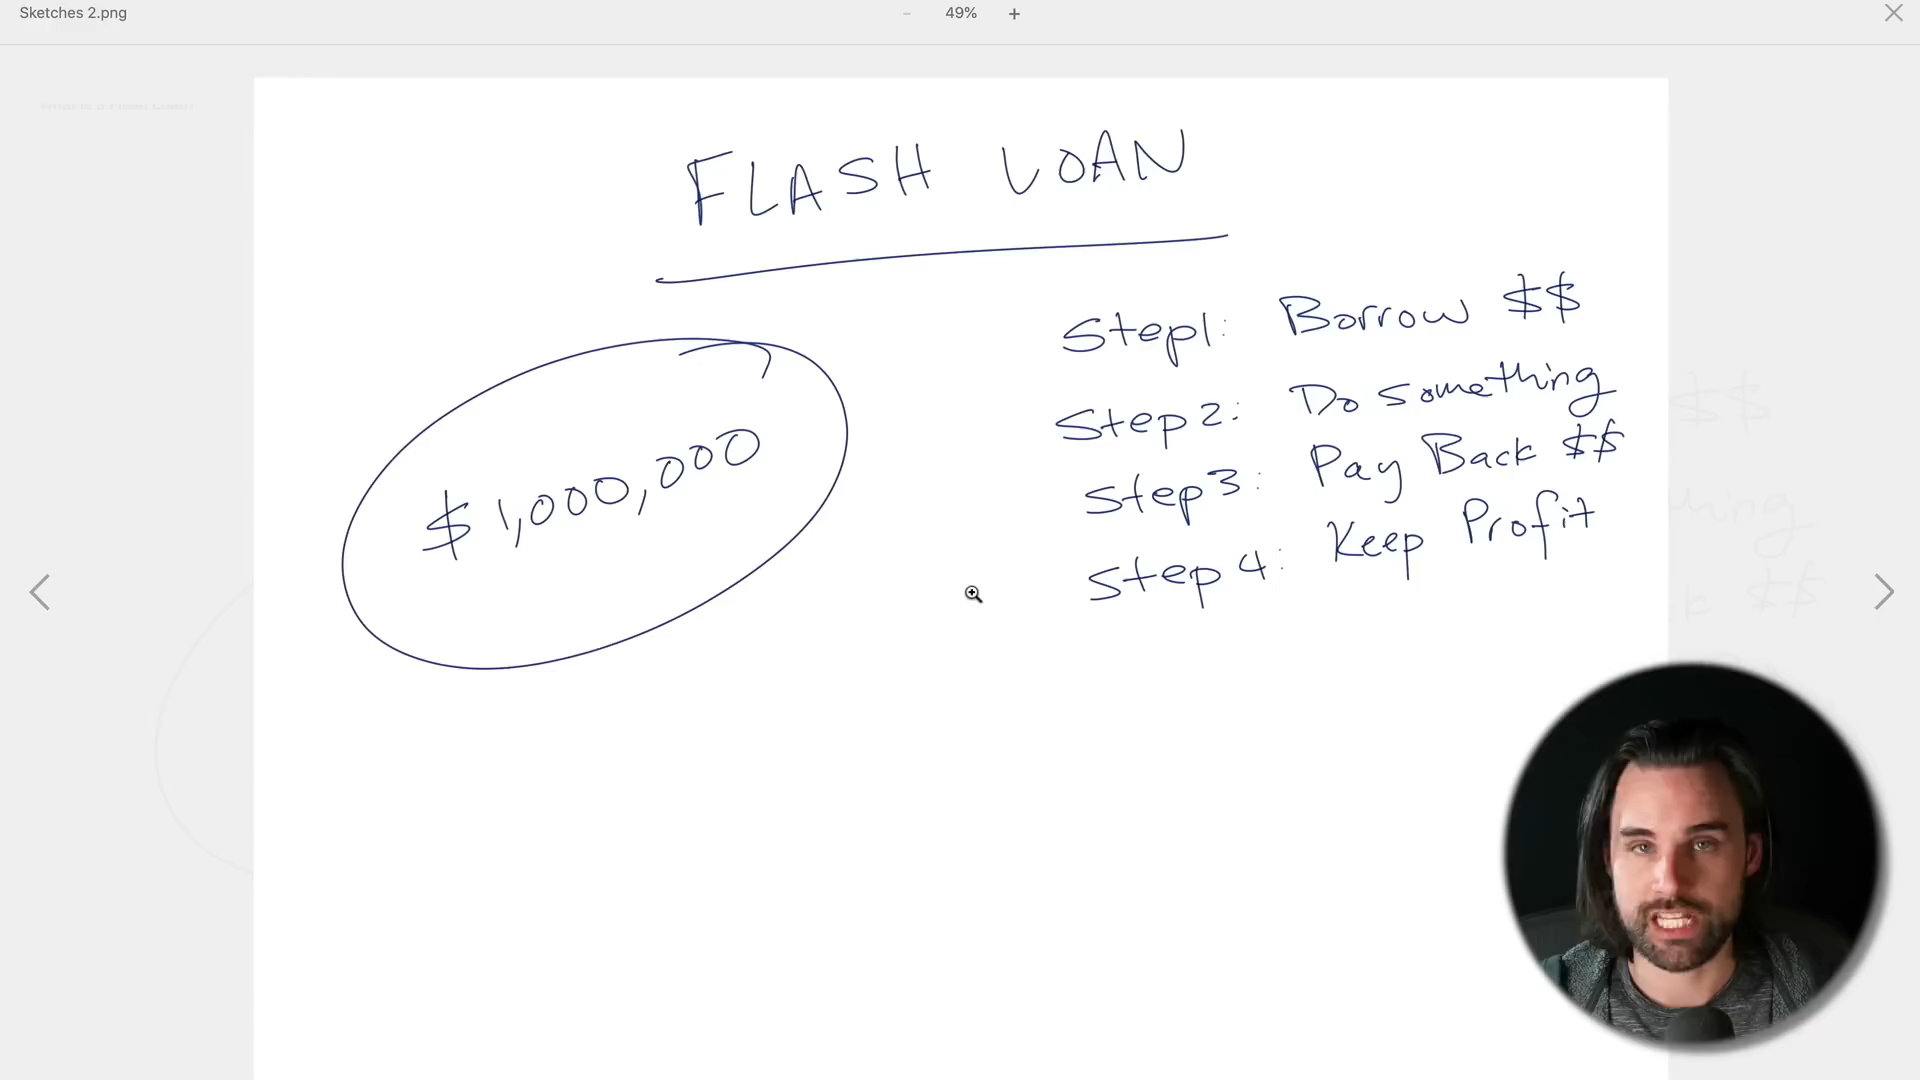 Sketches 2.png
− 49% +
FLASH LOAN
$1,000,000
Step1: Borrow $$
Step2: Do something
Step3: Pay Back $$
Step4: Keep Profit